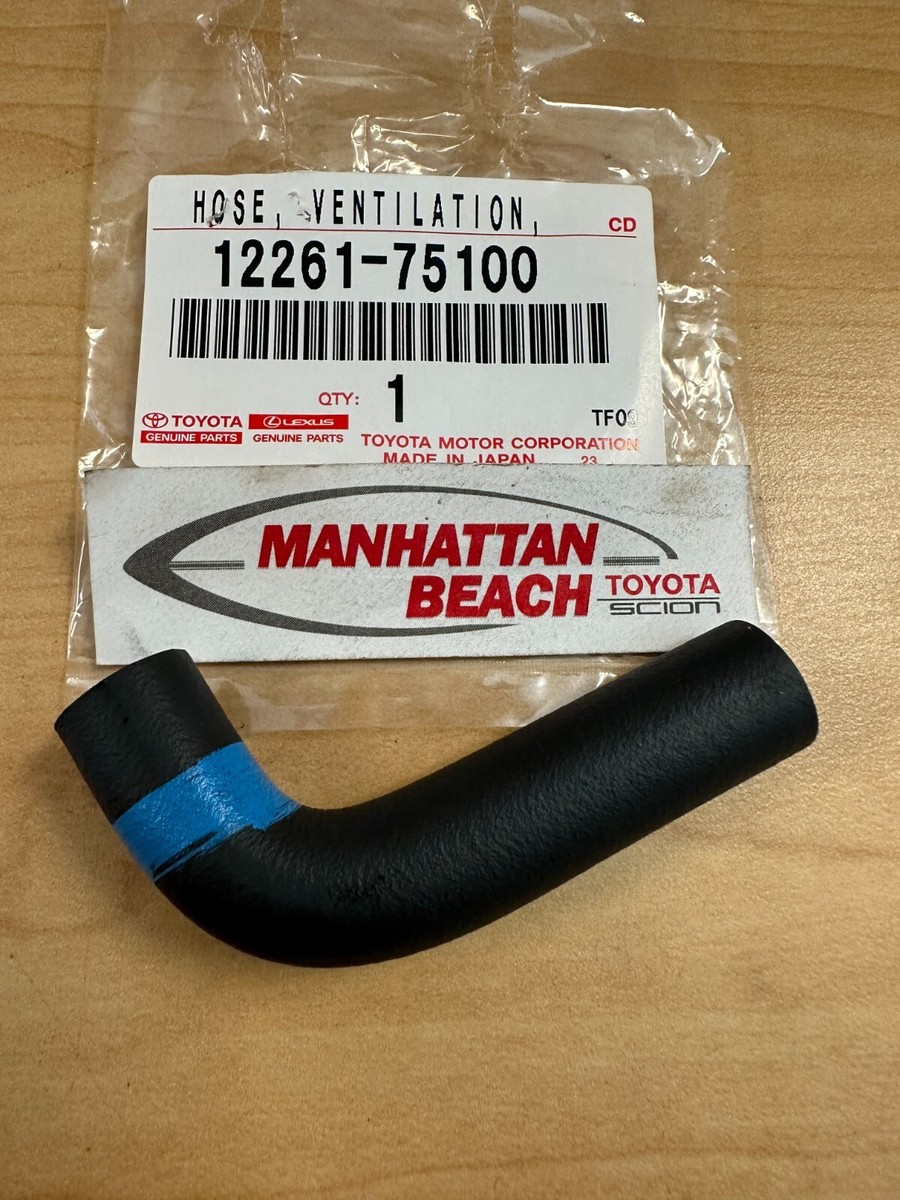 HOSE, VENTILATION,
CD
12261-75100
QTY: 1
TOYOTA LEXUS
GENUINE PARTS GENUINE PARTS
TOYOTA MOTOR CORPORATION
MADE IN JAPAN 23
MANHATTAN
BEACH
TOYOTA
scion